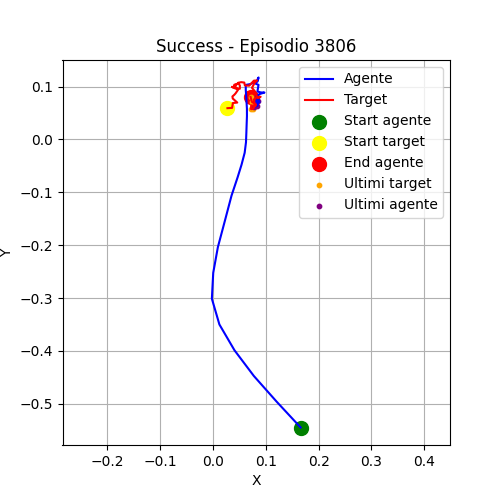 Success - Episodio 3806
Agente
Target
Start agente
Start target
End agente
Ultimi target
Ultimi agente
0.1
0.0
−0.1
−0.2
−0.3
−0.4
−0.5
Y
−0.2
−0.1
0.0
0.1
0.2
0.3
0.4
X